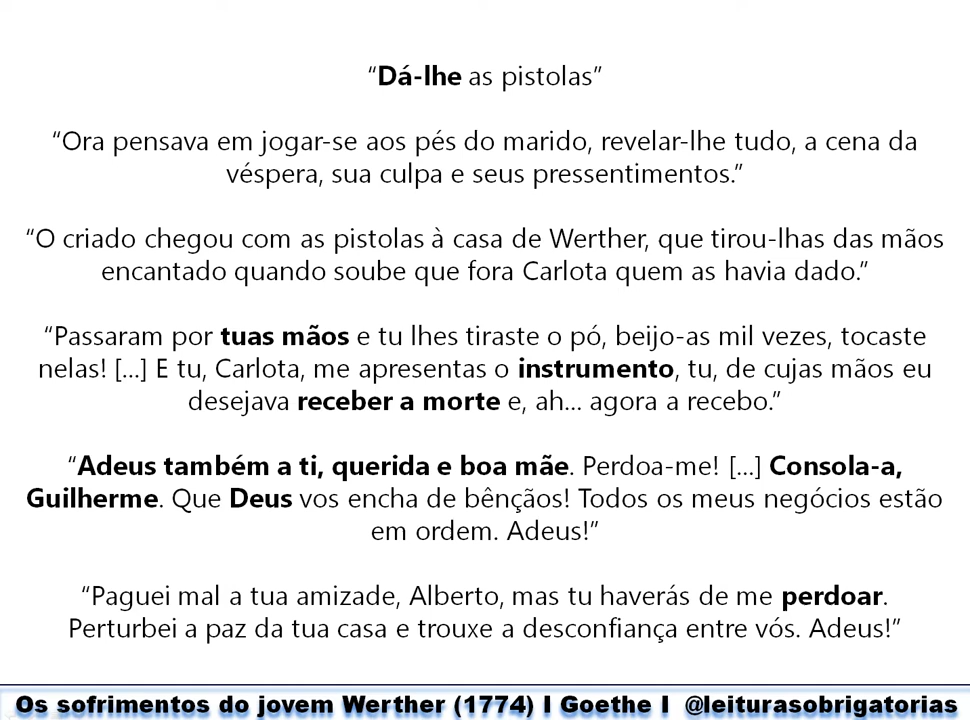 “Dá-lhe as pistolas”
“Ora pensava em jogar-se aos pés do marido, revelar-lhe tudo, a cena da
véspera, sua culpa e seus pressentimentos.”
“O criado chegou com as pistolas à casa de Werther, que tirou-lhas das mãos
encantado quando soube que fora Carlota quem as havia dado.”
“Passaram por tuas mãos e tu lhes tiraste o pó, beijo-as mil vezes, tocaste
nelas! [...] E tu, Carlota, me apresentas o instrumento, tu, de cujas mãos eu
desejava receber a morte e, ah... agora a recebo.”
“Adeus também a ti, querida e boa mãe. Perdoa-me! [...] Consola-a,
Guilherme. Que Deus vos encha de bênçãos! Todos os meus negócios estão
em ordem. Adeus!”
“Paguei mal a tua amizade, Alberto, mas tu haverás de me perdoar.
Perturbei a paz da tua casa e trouxe a desconfiança entre vós. Adeus!”
Os sofrimentos do jovem Werther (1774) I Goethe I @leiturasobrigatorias